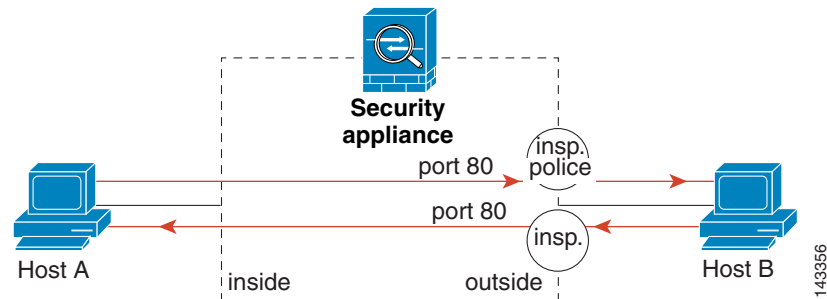 Security
appliance
insp.
police
port 80
port 80
insp.
Host A
inside
outside
Host B
143356